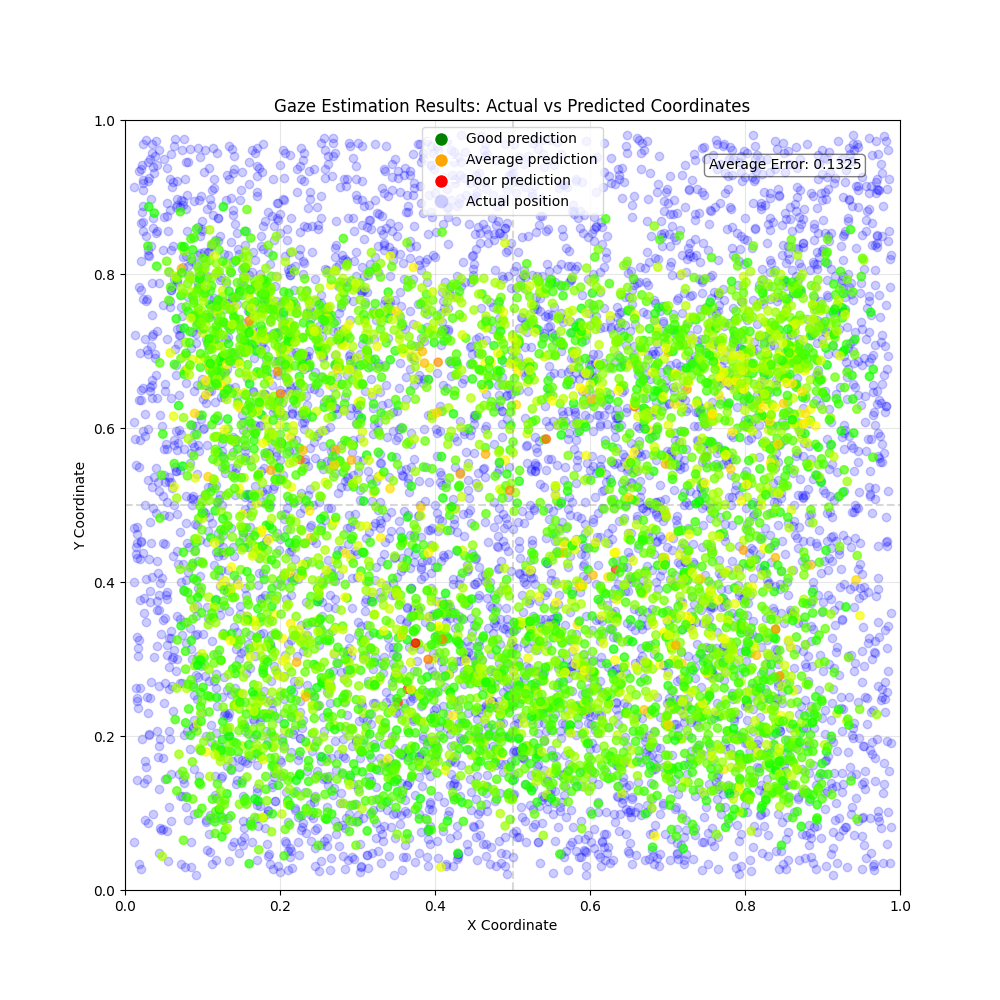 Gaze Estimation Results: Actual vs Predicted Coordinates
Good prediction
Average prediction
Poor prediction
Actual position
Average Error: 0.1325
Y Coordinate
1.0
0.8
0.6
0.4
0.2
0.0
0.0 0.2 0.4 0.6 0.8 1.0
X Coordinate